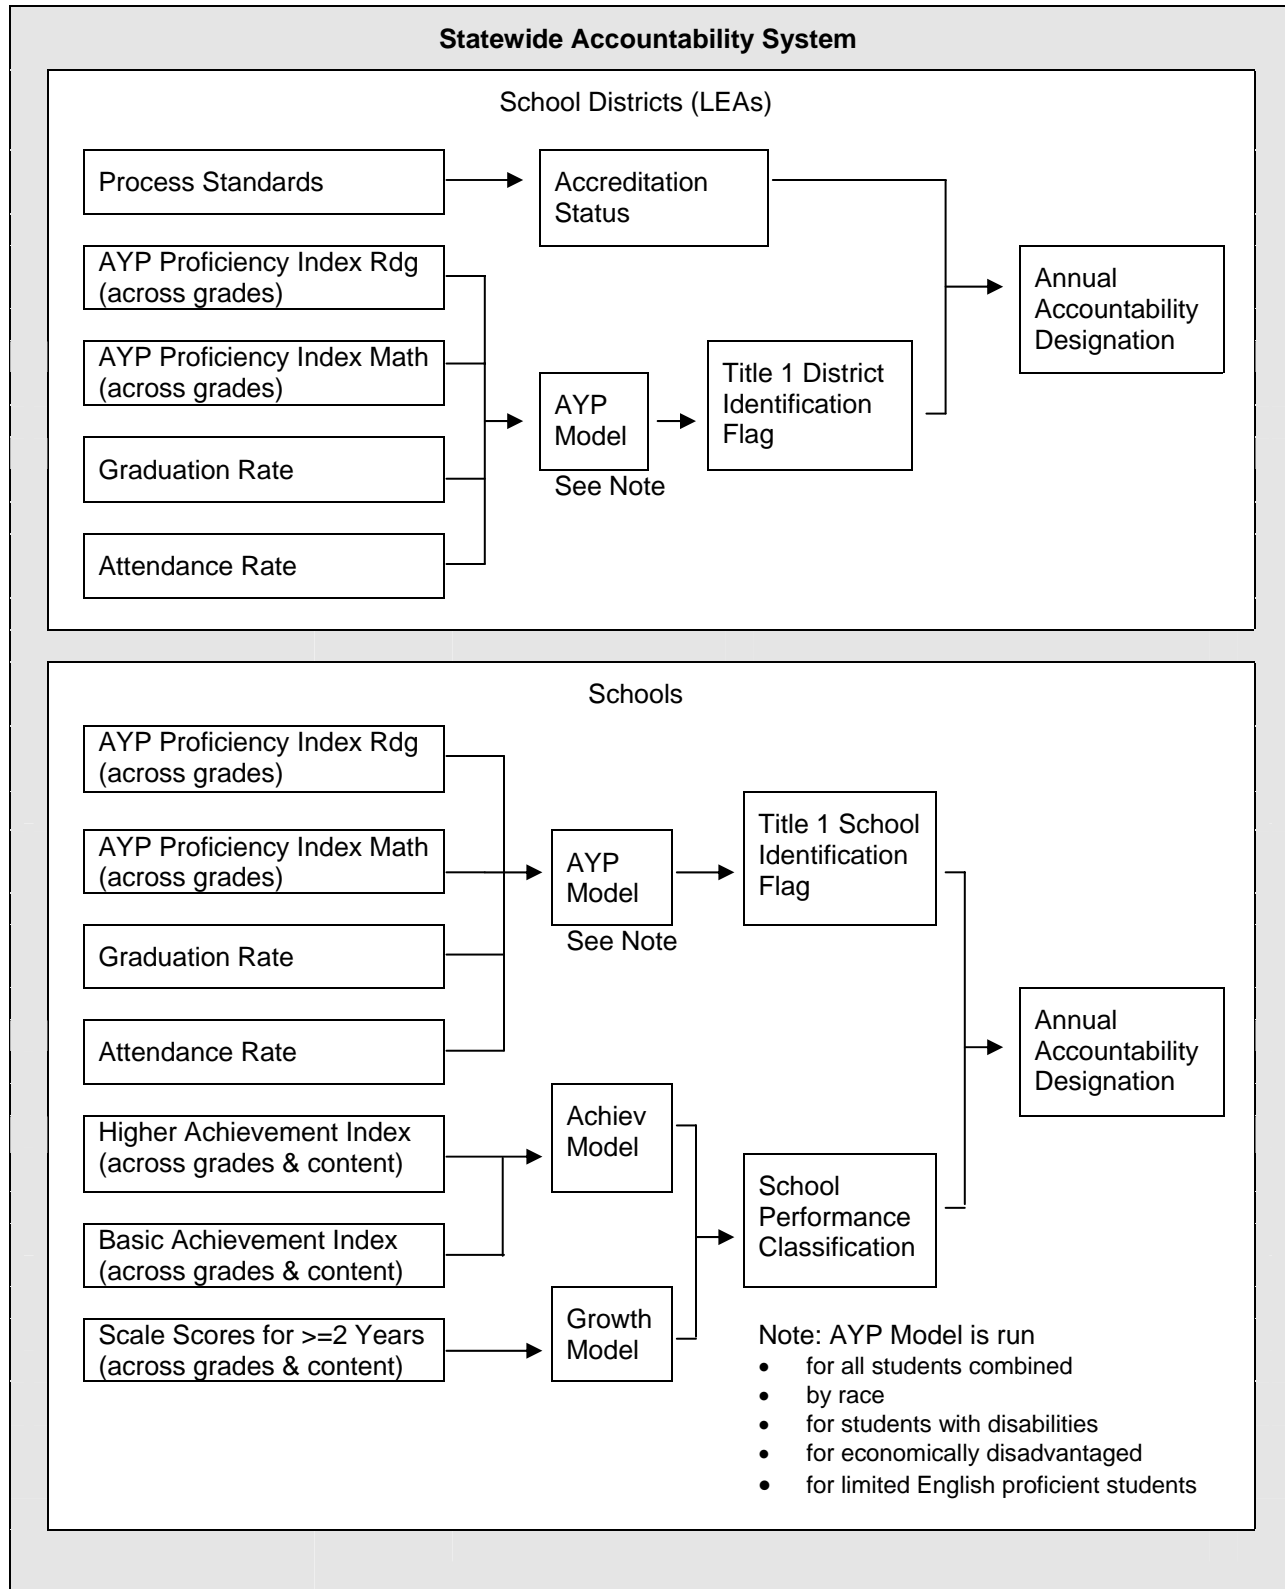 Statewide Accountability System
School Districts (LEAs)
Process Standards
Accreditation
Status
AYP Proficiency Index Rdg
(across grades)
Annual
Accountability
Designation
AYP Proficiency Index Math
(across grades)
AYP
Model
See Note
Title 1 District
Identification
Flag
Graduation Rate
Attendance Rate
Schools
AYP Proficiency Index Rdg
(across grades)
AYP Proficiency Index Math
(across grades)
AYP
Model
See Note
Title 1 School
Identification
Flag
Graduation Rate
Attendance Rate
Annual
Accountability
Designation
Higher Achievement Index
(across grades & content)
Achiev
Model
Basic Achievement Index
(across grades & content)
School
Performance
Classification
Scale Scores for >=2 Years
(across grades & content)
Growth
Model
Note: AYP Model is run
• for all students combined
• by race
• for students with disabilities
• for economically disadvantaged
• for limited English proficient students